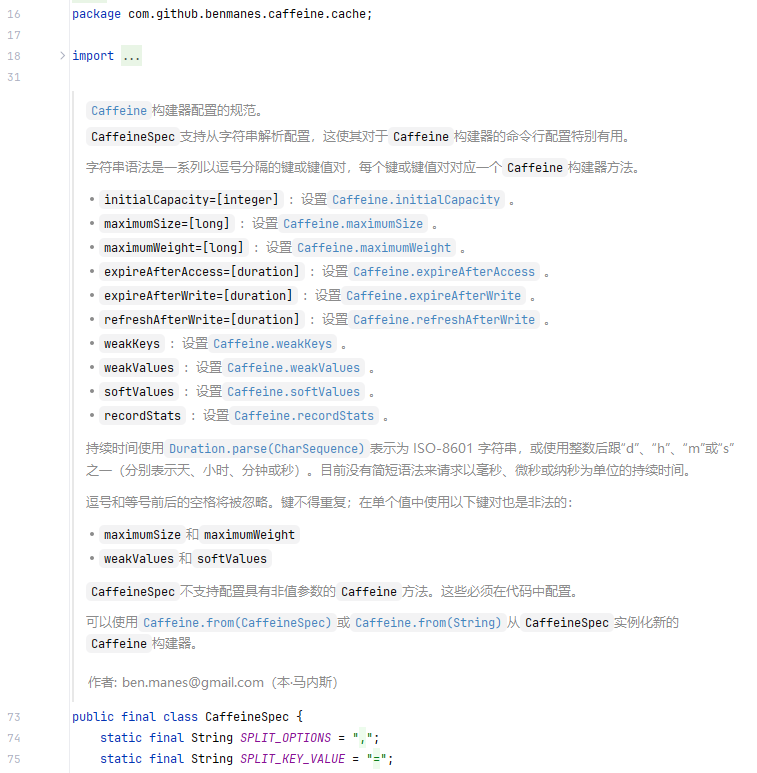 16 package com.github.benmanes.caffeine.cache;
17
18 import ...
31
Caffeine 构建器配置的规范。
CaffeineSpec 支持从字符串解析配置，这使其对于 Caffeine 构建器的命令行配置特别有用。
字符串语法是一系列以逗号分隔的键或键值对，每个键或键值对对应一个 Caffeine 构建器方法。
• initialCapacity=[integer] ：设置 Caffeine.initialCapacity 。
• maximumSize=[long] ：设置 Caffeine.maximumSize 。
• maximumWeight=[long] ：设置 Caffeine.maximumWeight 。
• expireAfterAccess=[duration] ：设置 Caffeine.expireAfterAccess 。
• expireAfterWrite=[duration] ：设置 Caffeine.expireAfterWrite 。
• refreshAfterWrite=[duration] ：设置 Caffeine.refreshAfterWrite 。
• weakKeys ：设置 Caffeine.weakKeys 。
• weakValues ：设置 Caffeine.weakValues 。
• softValues ：设置 Caffeine.softValues 。
• recordStats ：设置 Caffeine.recordStats 。
持续时间使用 Duration.parse(CharSequence) 表示为 ISO-8601 字符串，或使用整数后跟“d”、“h”、“m”或“s”
之一（分别表示天、小时、分钟或秒）。目前没有简短语法来请求以毫秒、微秒或纳秒为单位的持续时间。
逗号和等号前后的空格将被忽略。键不得重复；在单个值中使用以下键对也是非法的：
• maximumSize 和 maximumWeight
• weakValues 和 softValues
CaffeineSpec 不支持配置具有非值参数的 Caffeine 方法。这些必须在代码中配置。
可以使用 Caffeine.from(CaffeineSpec) 或 Caffeine.from(String) 从 CaffeineSpec 实例化新的
Caffeine 构建器。
作者: ben.manes@gmail.com（本·马内斯）
73 public final class CaffeineSpec {
74 static final String SPLIT_OPTIONS = ",";
75 static final String SPLIT_KEY_VALUE = "=";